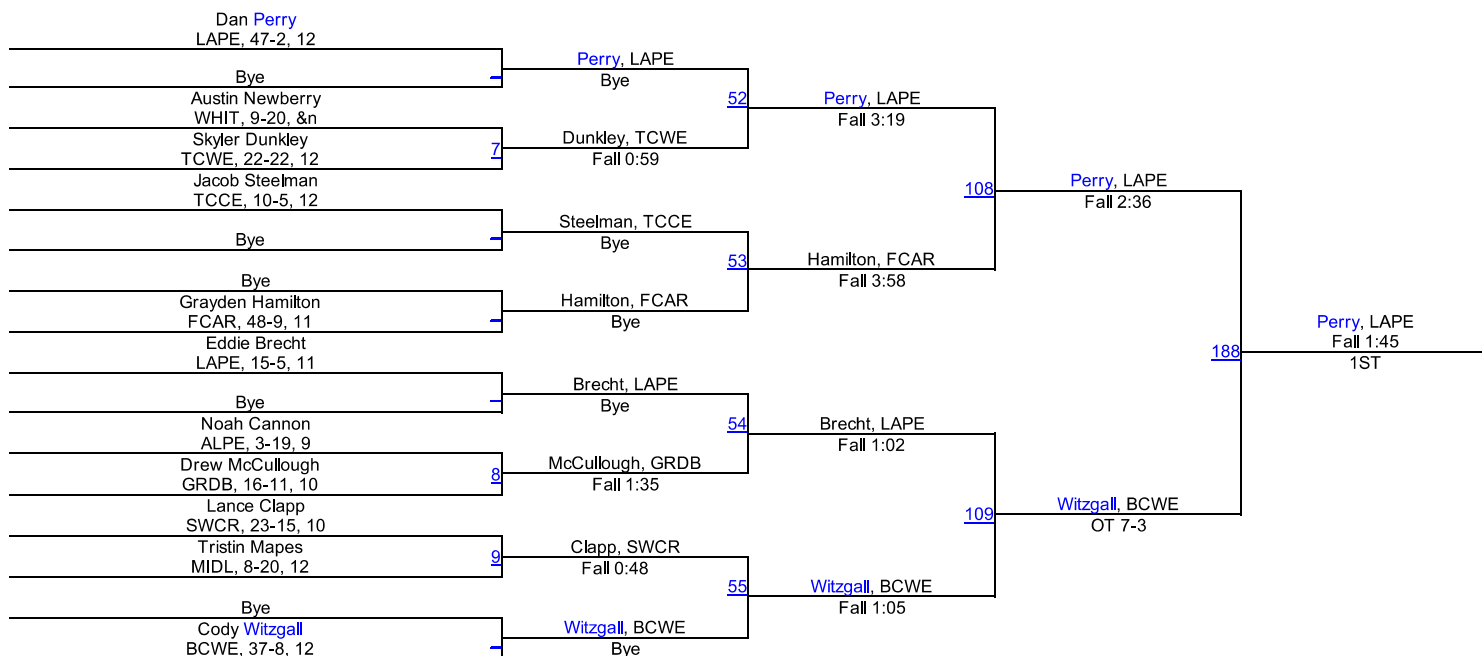 Dan Perry
LAPE, 47-2, 12
Bye
Austin Newberry
WHIT, 9-20, &n
Skyler Dunkley
TCWE, 22-22, 12
7
Jacob Steelman
TCCE, 10-5, 12
Bye
Bye
Grayden Hamilton
FCAR, 48-9, 11
Eddie Brecht
LAPE, 15-5, 11
Bye
Noah Cannon
ALPE, 3-19, 9
Drew McCullough
GRDB, 16-11, 10
8
Lance Clapp
SWCR, 23-15, 10
Tristin Mapes
MIDL, 8-20, 12
9
Bye
Cody Witzgall
BCWE, 37-8, 12
Perry, LAPE
Bye
52
Dunkley, TCWE
Fall 0:59
Steelman, TCCE
Bye
53
Hamilton, FCAR
Bye
Brecht, LAPE
Bye
54
McCullough, GRDB
Fall 1:35
Clapp, SWCR
Fall 0:48
55
Witzgall, BCWE
Bye
Perry, LAPE
Fall 3:19
108
Hamilton, FCAR
Fall 3:58
Brecht, LAPE
Fall 1:02
109
Witzgall, BCWE
Fall 1:05
Perry, LAPE
Fall 2:36
188
Witzgall, BCWE
OT 7-3
Perry, LAPE
Fall 1:45
1ST